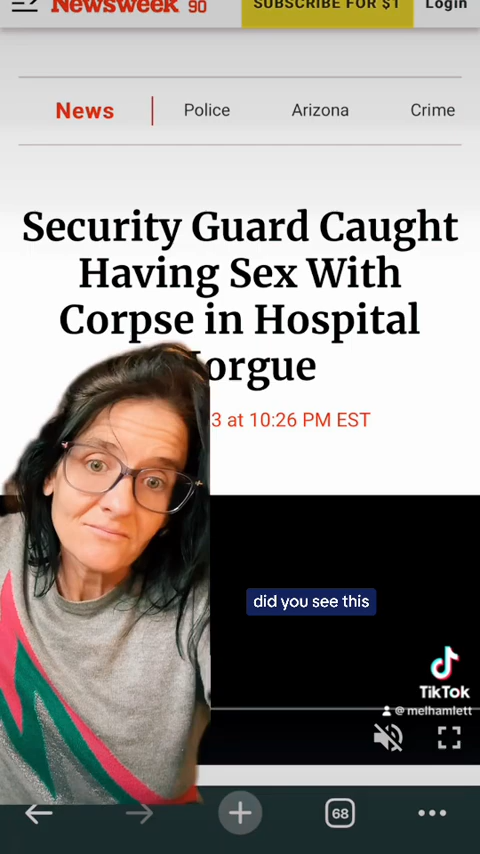 Newsweek 90
SUBSCRIBE FOR $1
Login
News
Police
Arizona
Crime
Security Guard Caught
Having Sex With
Corpse in Hospital
orgue
3 at 10:26 PM EST
did you see this
TikTok
@melhamlett
68